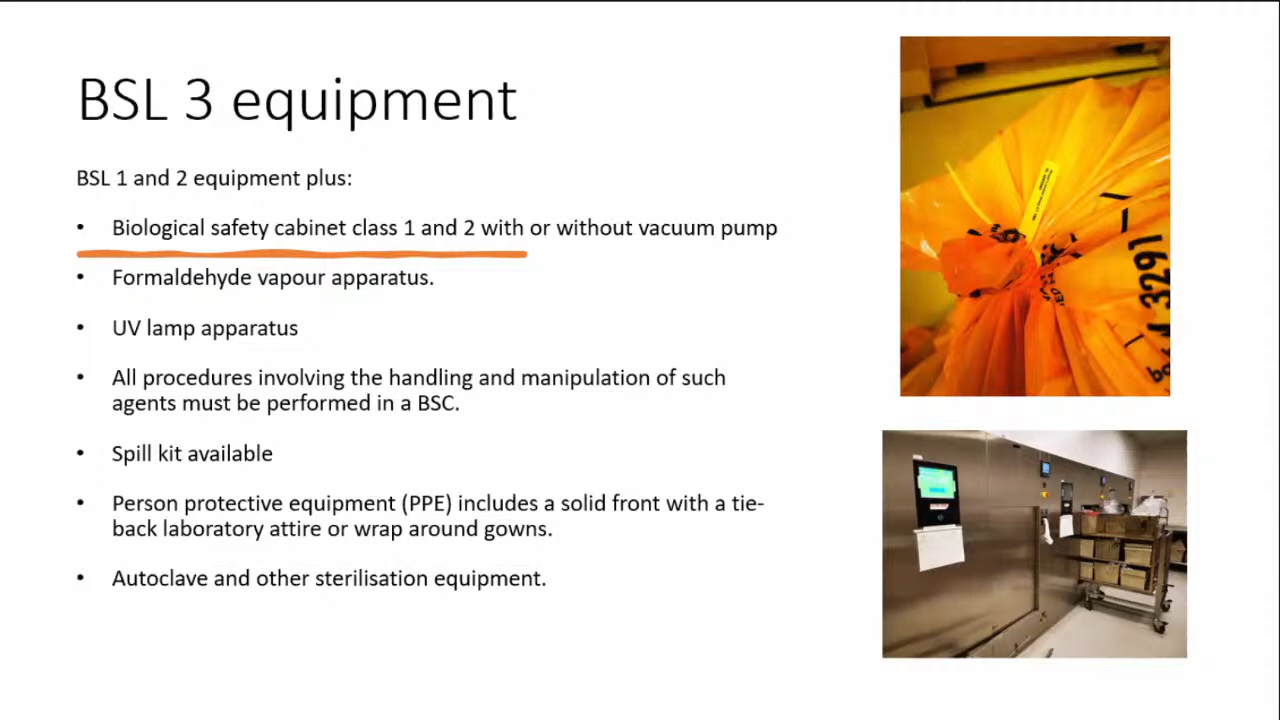 BSL 3 equipment
BSL 1 and 2 equipment plus:
• Biological safety cabinet class 1 and 2 with or without vacuum pump
• Formaldehyde vapour apparatus.
• UV lamp apparatus
• All procedures involving the handling and manipulation of such
agents must be performed in a BSC.
• Spill kit available
• Person protective equipment (PPE) includes a solid front with a tie-
back laboratory attire or wrap around gowns.
• Autoclave and other sterilisation equipment.
3291